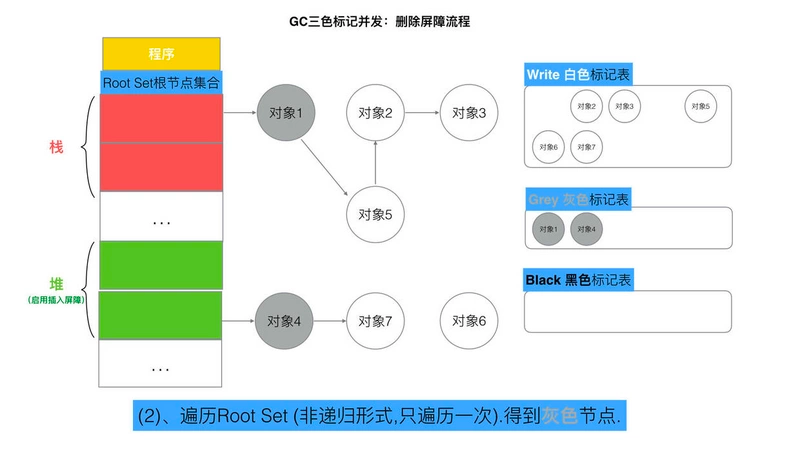 GC三色标记并发：删除屏障流程
程序
Root Set根节点集合
栈
...
堆
(启用插入屏障)
...
对象1
对象2
对象3
对象5
对象4
对象7
对象6
Write 白色标记表
对象2
对象3
对象5
对象6
对象7
Grey 灰色标记表
对象1
对象4
Black 黑色标记表
(2)、遍历Root Set (非递归形式,只遍历一次).得到灰色节点.